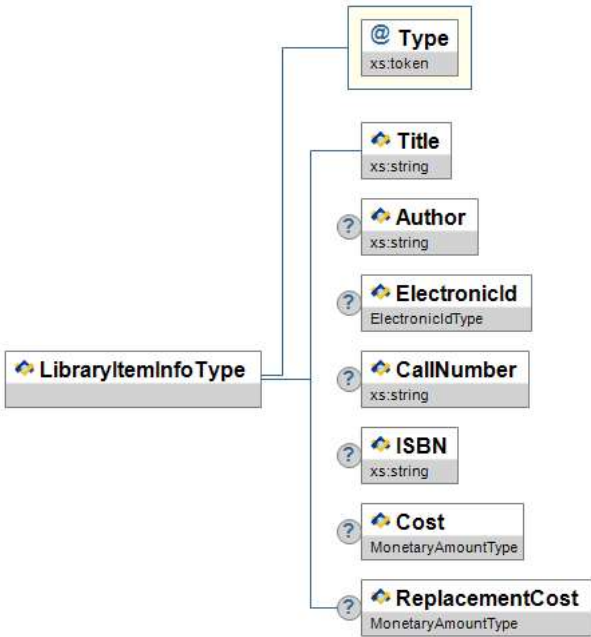 @ Type
xs:token
Title
xs:string
? Author
xs:string
? ElectronicId
ElectronicIdType
LibraryItemInfoType
? CallNumber
xs:string
? ISBN
xs:string
? Cost
MonetaryAmountType
? ReplacementCost
MonetaryAmountType